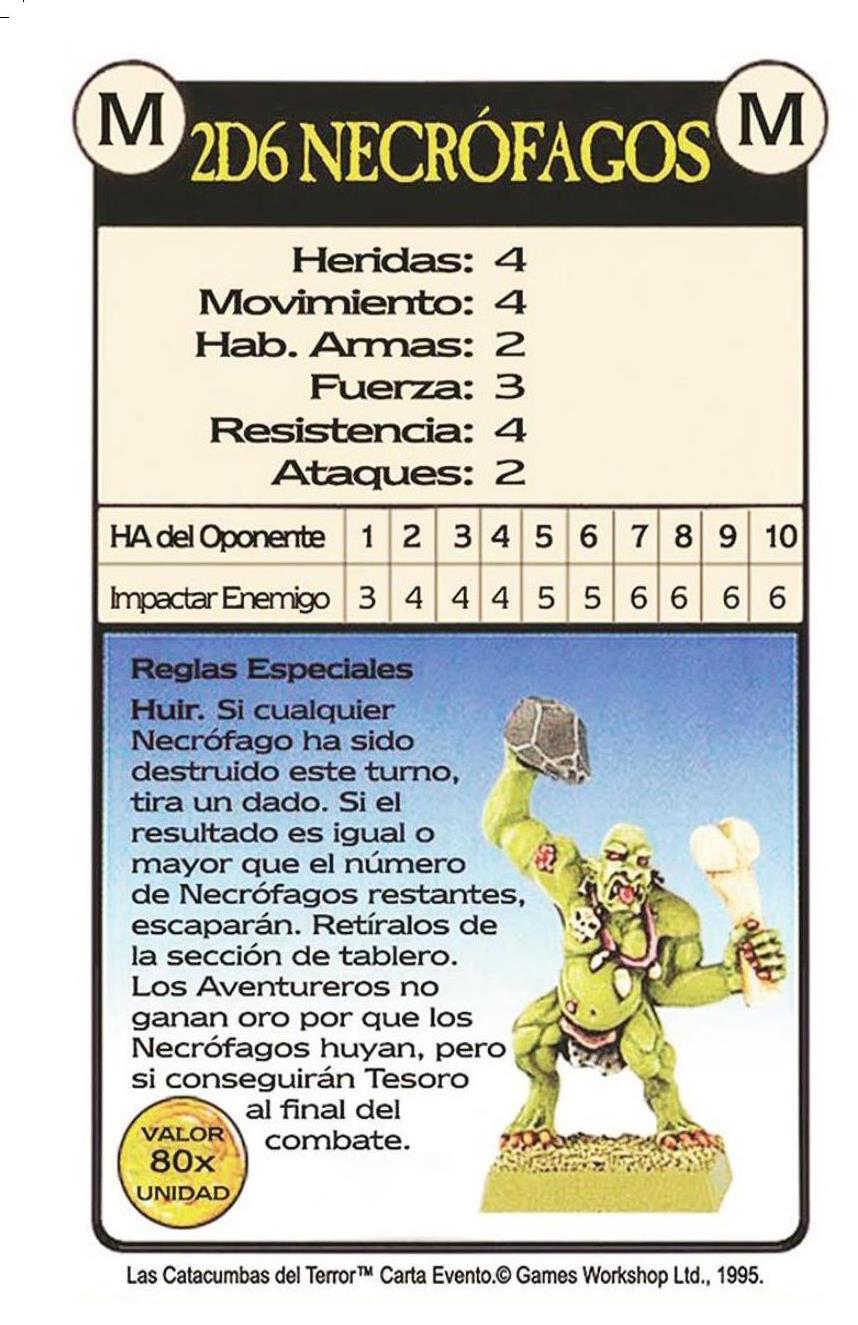 M 2D6 NECRÓFAGOS M
Heridas: 4
Movimiento: 4
Hab. Armas: 2
Fuerza: 3
Resistencia: 4
Ataques: 2
HA del Oponente 1 2 3 4 5 6 7 8 9 10
Impactar Enemigo 3 4 4 4 5 5 6 6 6 6
Reglas Especiales
Huir. Si cualquier
Necrófago ha sido
destruido este turno,
tira un dado. Si el
resultado es igual o
mayor que el número
de Necrófagos restantes,
escaparán. Retíralos de
la sección de tablero.
Los Aventureros no
ganan oro por que los
Necrófagos huyan, pero
si conseguirán Tesoro
al final del
combate.
VALOR
80x
UNIDAD
Las Catacumbas del Terror™ Carta Evento.© Games Workshop Ltd., 1995.